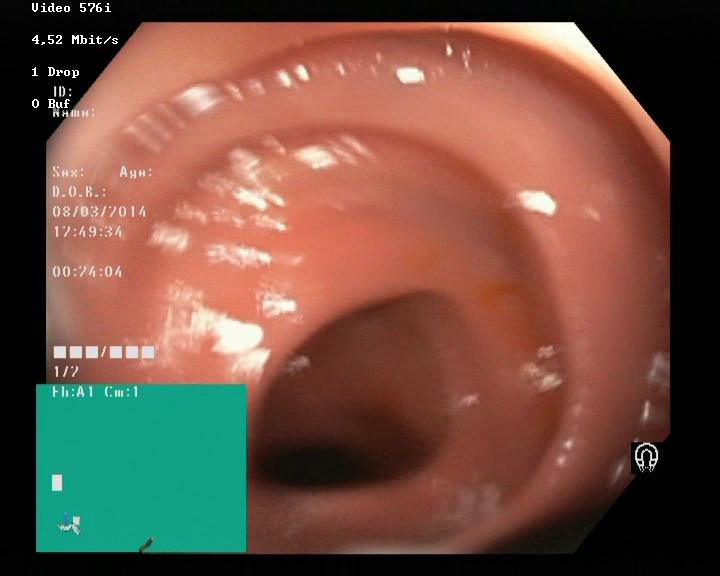 Video 576i
4,52 Mbit/s
1 Drop
ID:
0 Buf
Name:
Sex: Age:
D.O.B.:
08/03/2014
12:49:34
00:24:04
1/2
Eh:A1 Cm:1